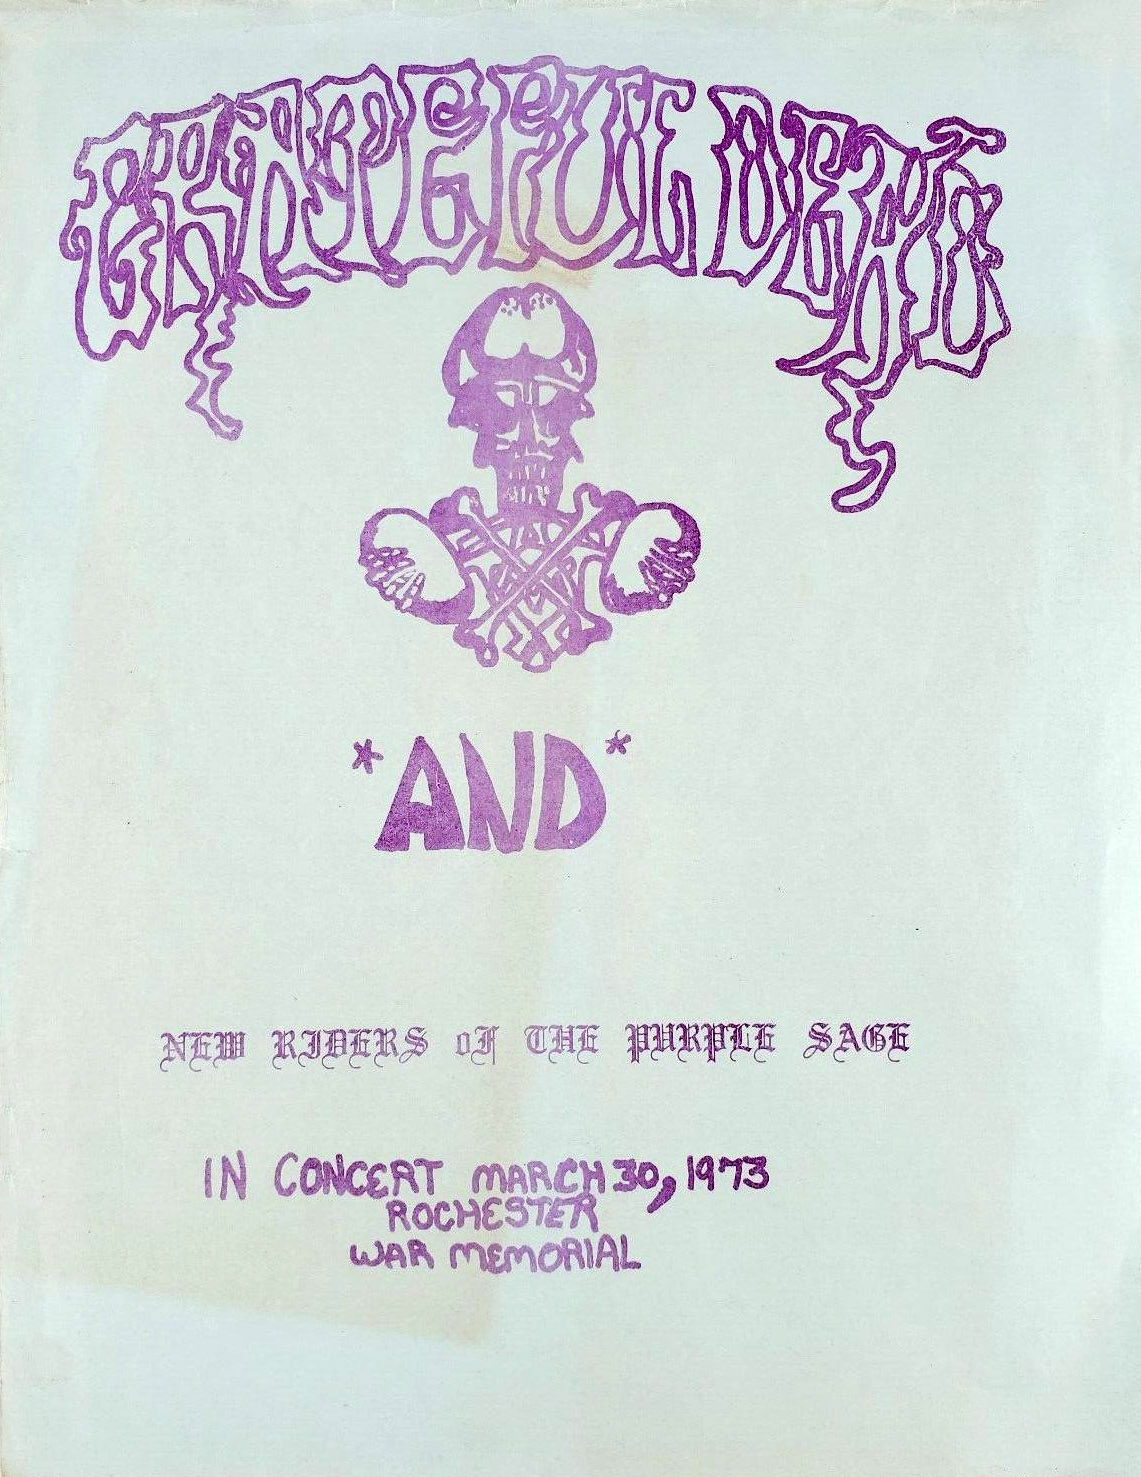 GRATEFUL DEAD
*AND*
NEW RIDERS OF THE PURPLE SAGE
IN CONCERT MARCH 30, 1973
ROCHESTER
WAR MEMORIAL